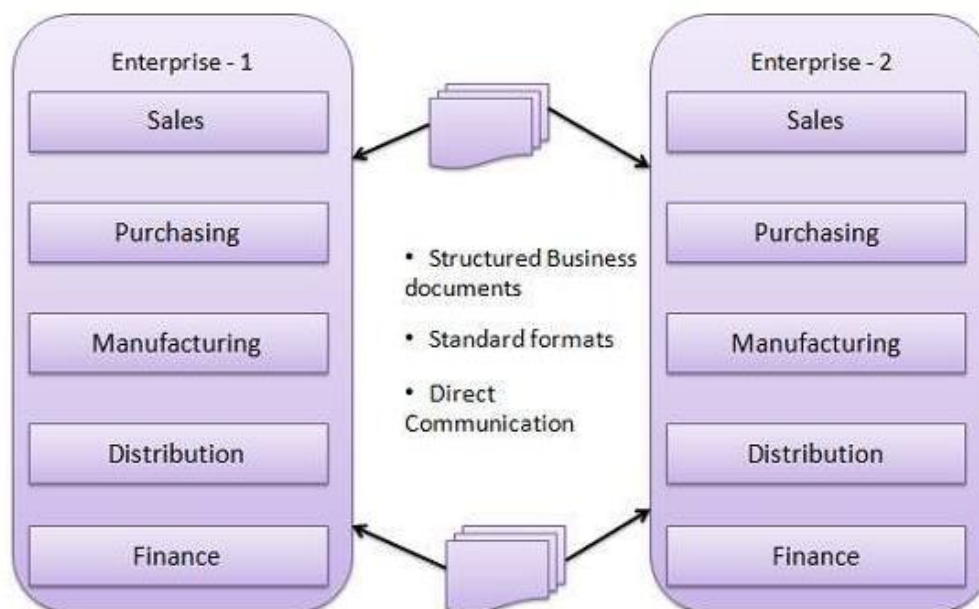 Enterprise - 1
Sales
Purchasing
Manufacturing
Distribution
Finance
• Structured Business
documents
• Standard formats
• Direct
Communication
Enterprise - 2
Sales
Purchasing
Manufacturing
Distribution
Finance